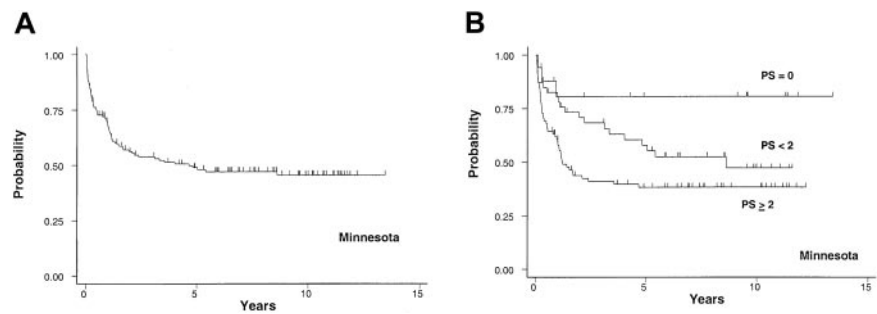 A
1.00
0.75
0.50
0.25
0.00
Probability
Minnesota
0
5
10
15
Years
B
1.00
0.75
0.50
0.25
0.00
Probability
PS = 0
PS < 2
PS ≥ 2
Minnesota
0
5
10
15
Years